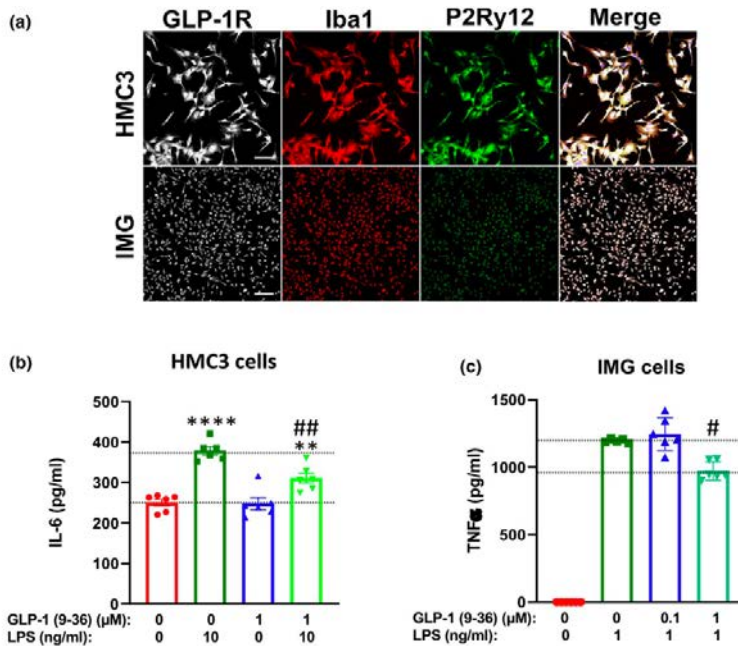 (a)
GLP-1R Iba1 P2Ry12 Merge
HMC3
IMG
(b)
HMC3 cells
IL-6 (pg/ml)
500
400
300
200
100
0
****
##
**
GLP-1 (9-36) (μM): 0 0 1 1
LPS (ng/ml): 0 10 0 10
(c)
IMG cells
(pg/ml)
1500
1000
500
0
#
GLP-1 (9-36) (μM): 0 0 0.1 1
LPS (ng/ml): 0 1 1 1